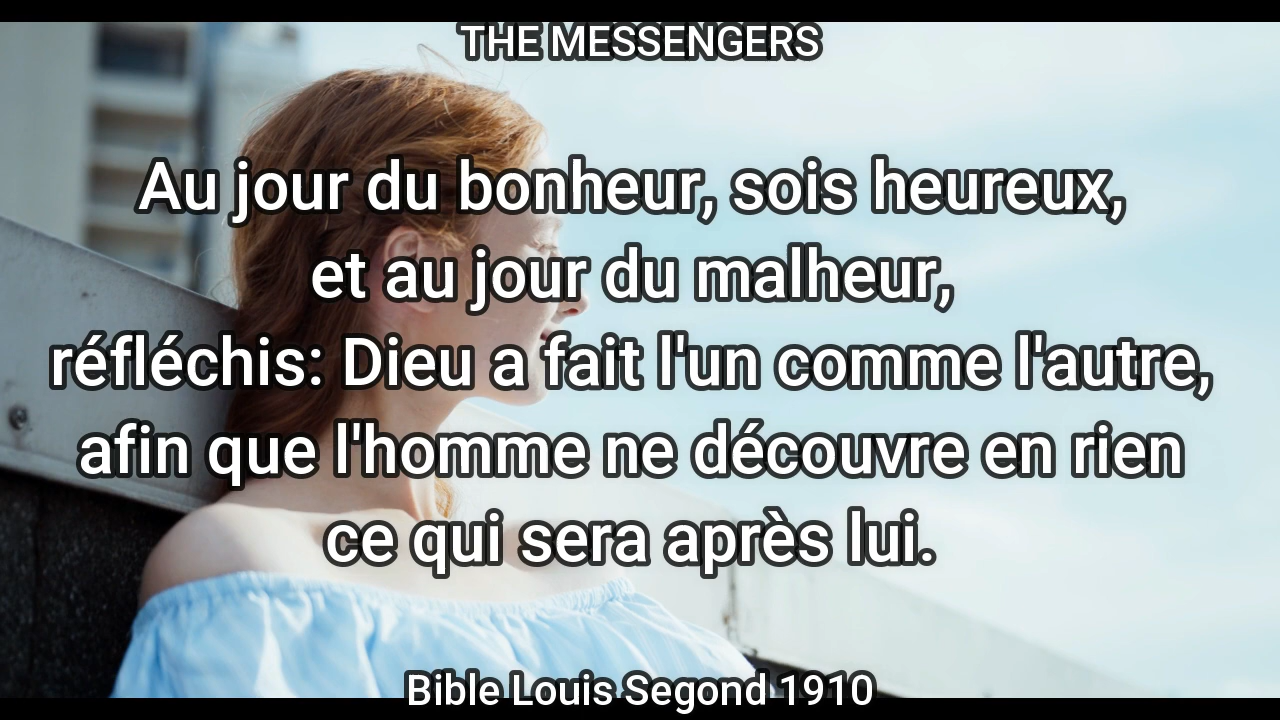 THE MESSENGERS
Au jour du bonheur, sois heureux,
et au jour du malheur,
réfléchis: Dieu a fait l'un comme l'autre,
afin que l'homme ne découvre en rien
ce qui sera après lui.
Bible Louis Segond 1910